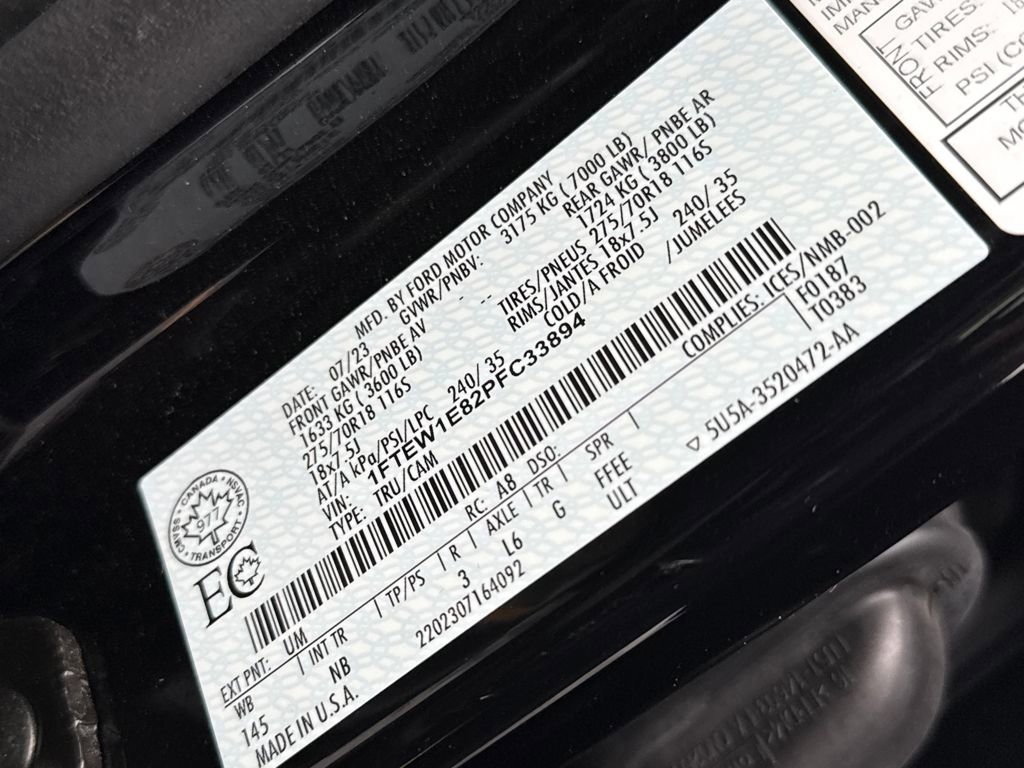 MFD. BY FORD MOTOR COMPANY
DATE: 07/23 GWVR/PNBV: 3175 KG ( 7000 LB)
FRONT GAWR/PNBE AV REAR GAWR/ PNBE AR
1633 KG ( 3600 LB) 1724 KG ( 3800 LB)
275/70R18 116S TIRES/PNEUS 275/70R18 116S
18x7.5J RIMS/JANTES 18x7.5J
AT/A kPa/PSI/LPC 240/ 35 COLD/A FROID 240/ 35
VIN: 1FTEW1E82PFC33894 /JUMELEES
TYPE: TRU/CAM
CANADA • NSVAC
977
CMVSS • TRANSPORT
EC
COMPLIES: ICES/NMB-002
EXT PNT: UM RC: A8 DSO: F0187
WB INT TR TP/PS R AXLE TR SPR T0383
145 NB 3 L6 G FFEE
MADE IN U.S.A. 2202307164092 ULT
5U5A-3520472-AA
FRONT
TIRES:
RIMS: